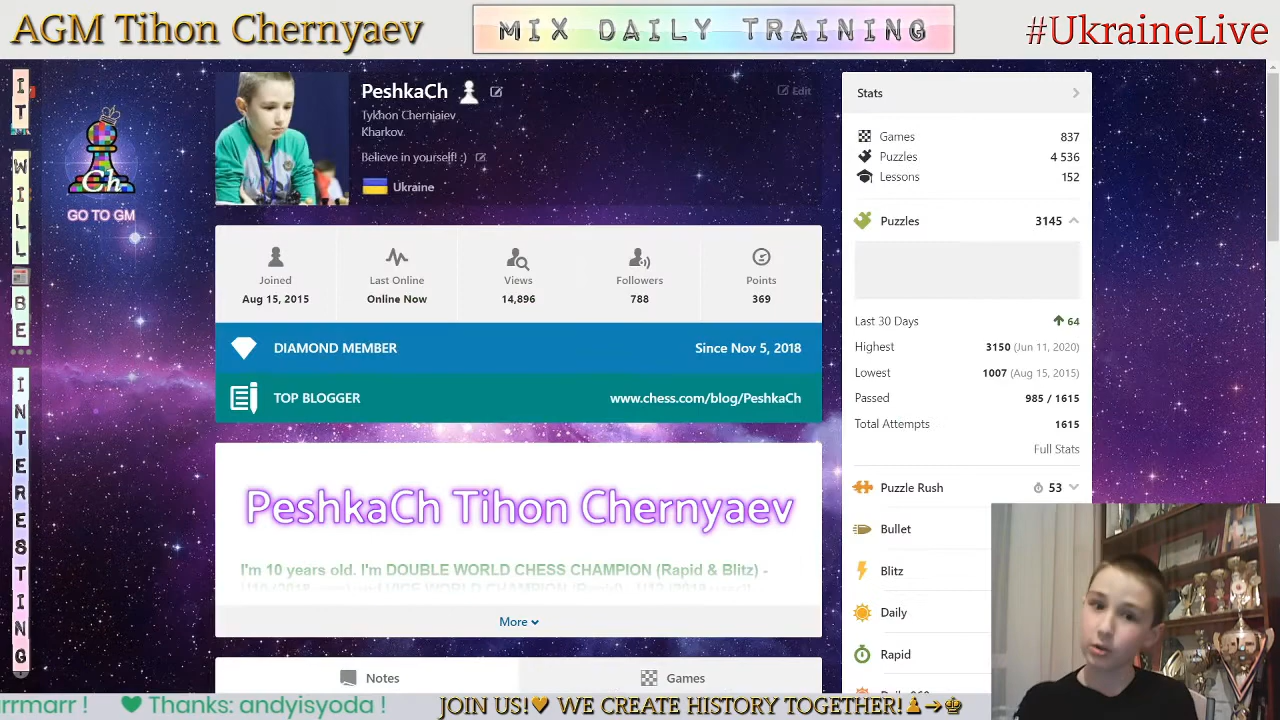 AGM Tihon Chernyaev
MIX DAILY TRAINING
#UkraineLive
IT
WILL
BE
INTERESTING
Ch
GO TO GM
PeshkaCh
Edit
Tykhon Cherniaiev
Kharkov
Believe in yourself! :)
Ukraine
Joined
Aug 15, 2015
Last Online
Online Now
Views
14,896
Followers
788
Points
369
DIAMOND MEMBER
Since Nov 5, 2018
TOP BLOGGER
www.chess.com/blog/PeshkaCh
PeshkaCh Tihon Chernyaev
I'm 10 years old. I'm DOUBLE WORLD CHESS CHAMPION (Rapid & Blitz) -
More
Notes
Games
Stats
Games 837
Puzzles 4 536
Lessons 152
Puzzles 3145
Last 30 Days 64
Highest 3150 (Jun 11, 2020)
Lowest 1007 (Aug 15, 2015)
Passed 985 / 1615
Total Attempts 1615
Full Stats
Puzzle Rush 53
Bullet
Blitz
Daily
Rapid
rrmarr ! Thanks: andyisyoda !
JOIN US! WE CREATE HISTORY TOGETHER!